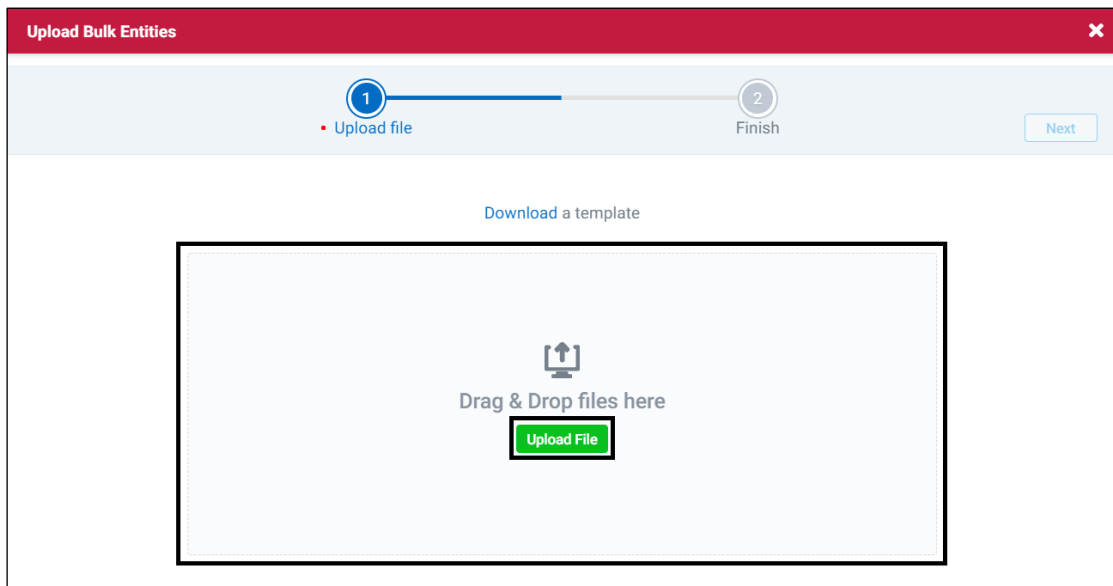 Upload Bulk Entities
1
2
Upload file
Finish
Next
Download a template
Drag & Drop files here
Upload File